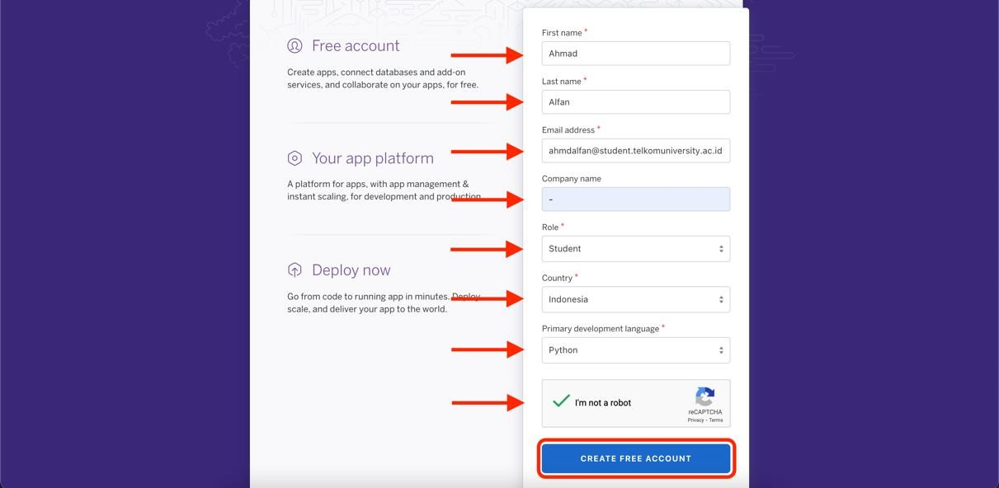 Free account
Create apps, connect databases and add-on
services, and collaborate on your apps, for free.
Your app platform
A platform for apps, with app management &
instant scaling, for development and production.
Deploy now
Go from code to running app in minutes. Deploy,
scale, and deliver your app to the world.
First name *
Ahmad
Last name *
Alfan
Email address *
ahmdalfan@student.telkomuniversity.ac.id
Company name
-
Role *
Student
Country *
Indonesia
Primary development language *
Python
I'm not a robot
reCAPTCHA
Privacy - Terms
CREATE FREE ACCOUNT